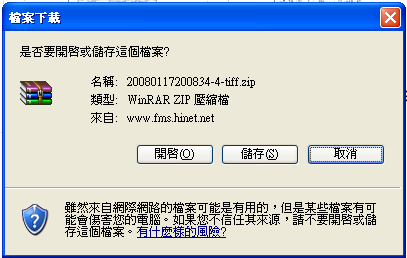 檔案下載
是否要開啟或儲存這個檔案?
名稱: 20080117200834-4-tiff.zip
類型: WinRAR ZIP 壓縮檔
來自: www.fms.hinet.net
開啟(O) 儲存(S) 取消
雖然來自網際網路的檔案可能是有用的，但是某些檔案有可
能會傷害您的電腦。如果您不信任其來源，請不要開啟或儲
存這個檔案。有什麼樣的風險?